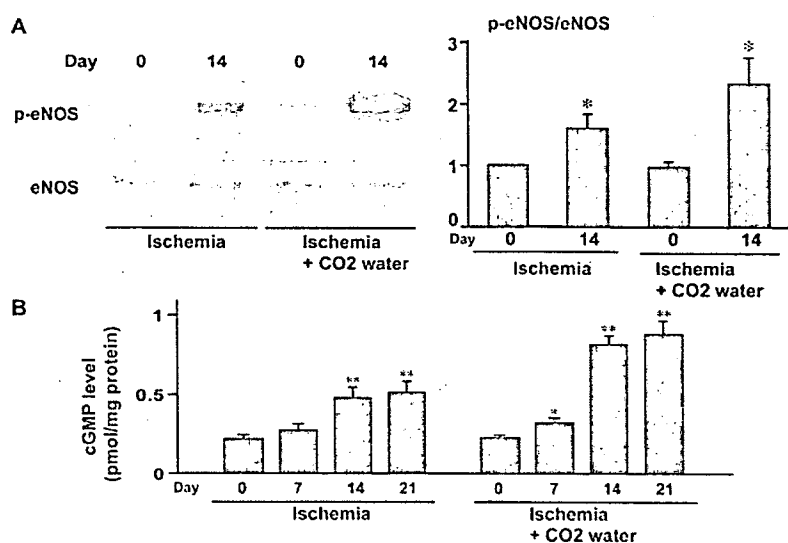 A
Day 0 14 0 14
p-eNOS
eNOS
Ischemia
Ischemia
+ CO2 water
p-eNOS/eNOS
3
2
1
0
*
*
Day 0 14 0 14
Ischemia
Ischemia
+ CO2 water
B
cGMP level
(pmol/mg protein)
1
0.5
0
**
**
*
**
**
Day 0 7 14 21 0 7 14 21
Ischemia
Ischemia
+ CO2 water